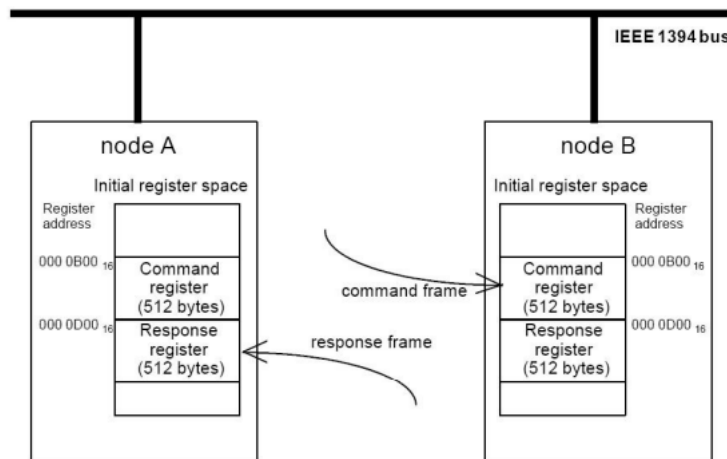 IEEE 1394 bus
node A
Initial register space
Register
address
000 0B00 16
Command
register
(512 bytes)
000 0D00 16
Response
register
(512 bytes)
command frame
response frame
node B
Initial register space
Register
address
Command
register
(512 bytes)
000 0B00 16
Response
register
(512 bytes)
000 0D00 16